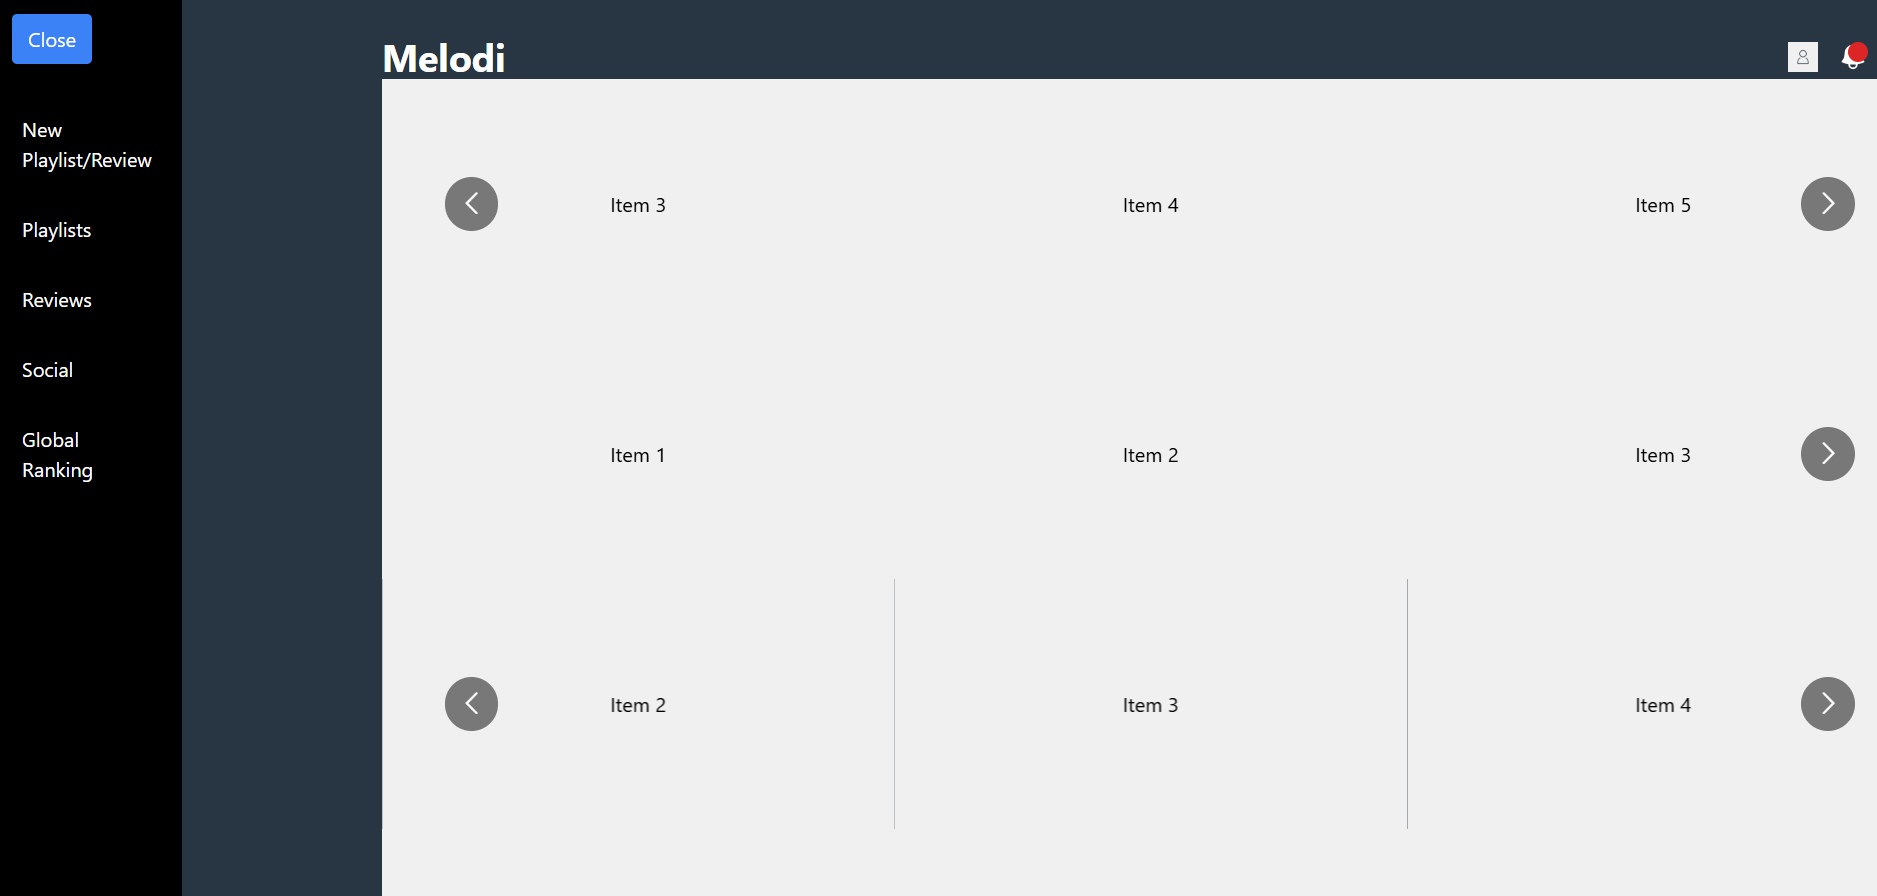 Close
New
Playlist/Review
Playlists
Reviews
Social
Global
Ranking
Melodi
Item 3
Item 4
Item 5
Item 1
Item 2
Item 3
Item 2
Item 3
Item 4